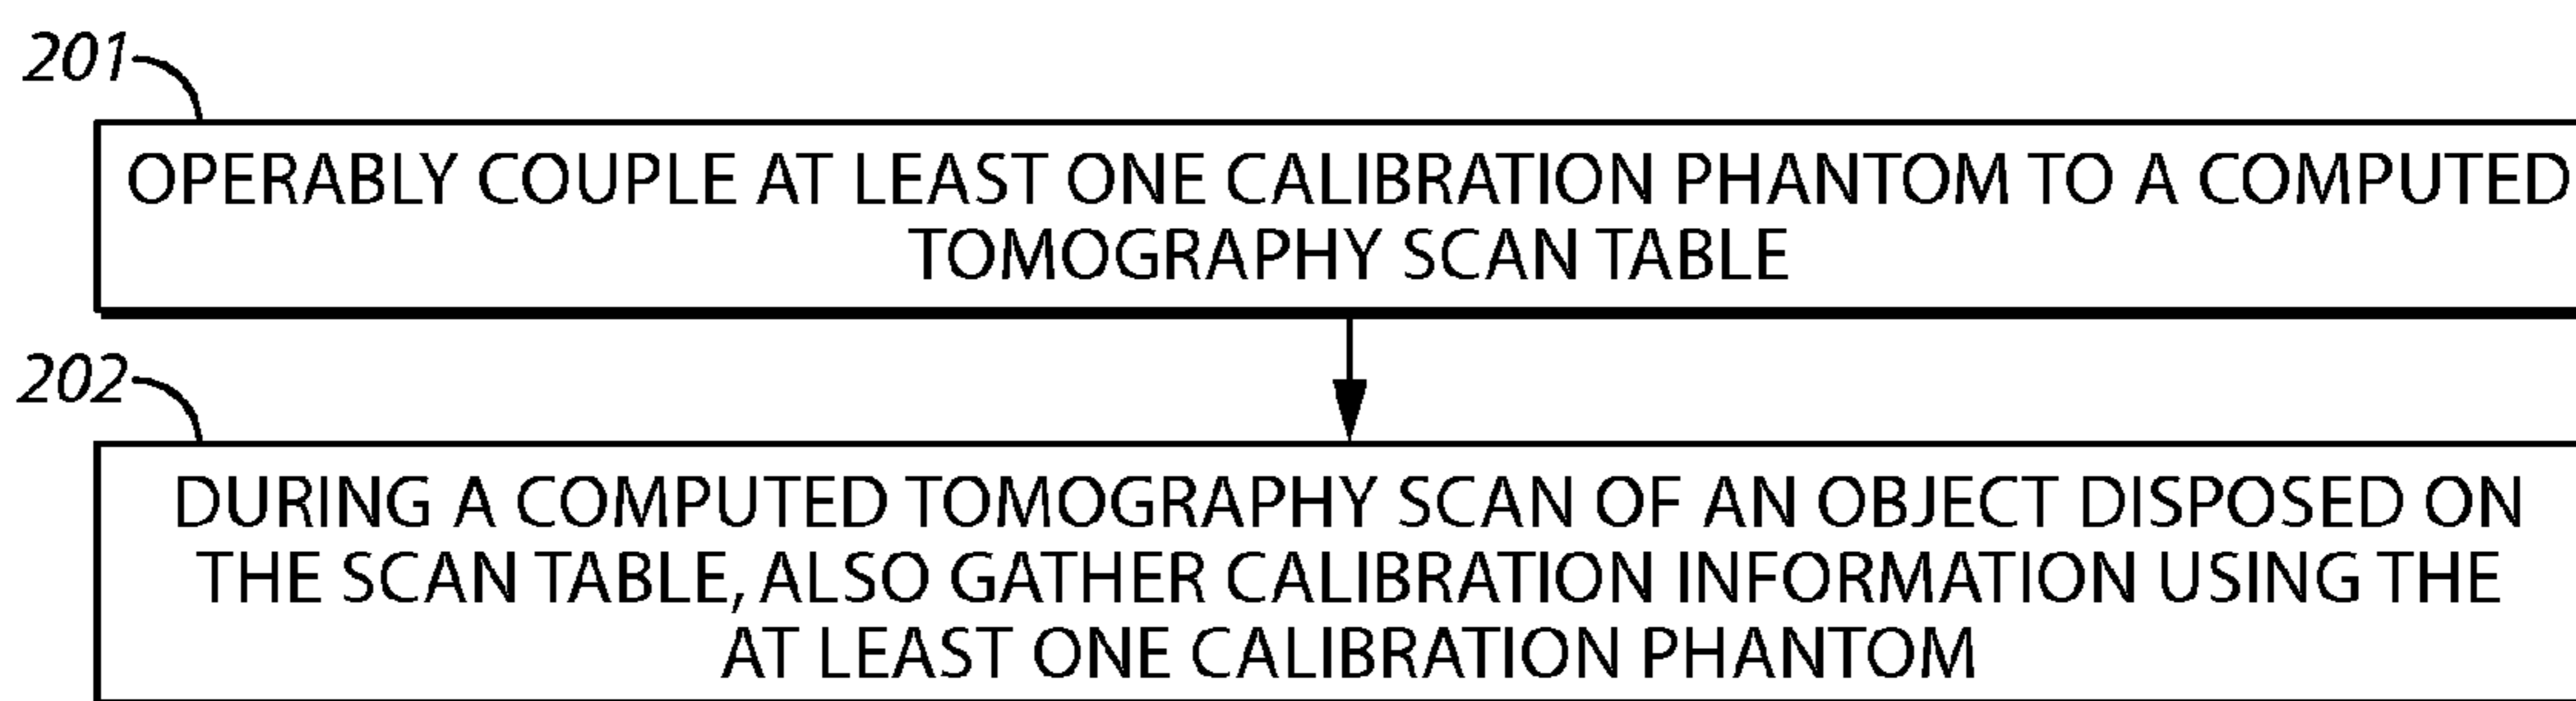 201
OPERABLY COUPLE AT LEAST ONE CALIBRATION PHANTOM TO A COMPUTED
TOMOGRAPHY SCAN TABLE
202
DURING A COMPUTED TOMOGRAPHY SCAN OF AN OBJECT DISPOSED ON
THE SCAN TABLE, ALSO GATHER CALIBRATION INFORMATION USING THE
AT LEAST ONE CALIBRATION PHANTOM